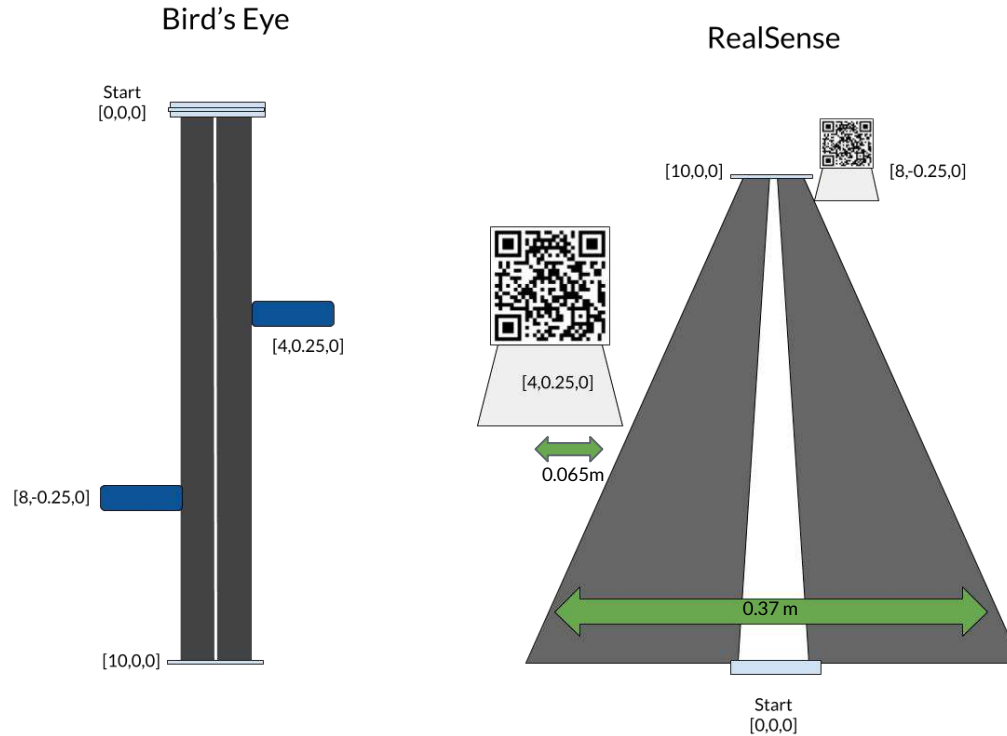 Bird’s Eye
Start
[0,0,0]
[4,0.25,0]
[8,-0.25,0]
[10,0,0]
RealSense
[10,0,0]
[8,-0.25,0]
[4,0.25,0]
0.065m
0.37 m
Start
[0,0,0]